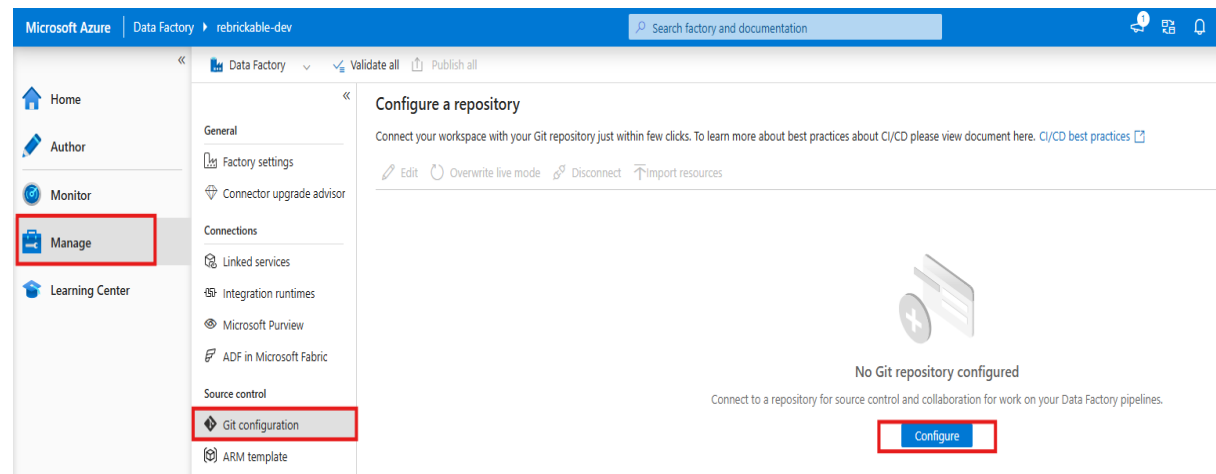 Microsoft Azure Data Factory rebrickable-dev Search factory and documentation 1
Data Factory Validate all Publish all
Home
Author
Monitor
Manage
Learning Center
General
Factory settings
Connector upgrade advisor
Connections
Linked services
Integration runtimes
Microsoft Purview
ADF in Microsoft Fabric
Source control
Git configuration
ARM template
Configure a repository
Connect your workspace with your Git repository just within few clicks. To learn more about best practices about CI/CD please view document here. CI/CD best practices
Edit Overwrite live mode Disconnect Import resources
No Git repository configured
Connect to a repository for source control and collaboration for work on your Data Factory pipelines.
Configure